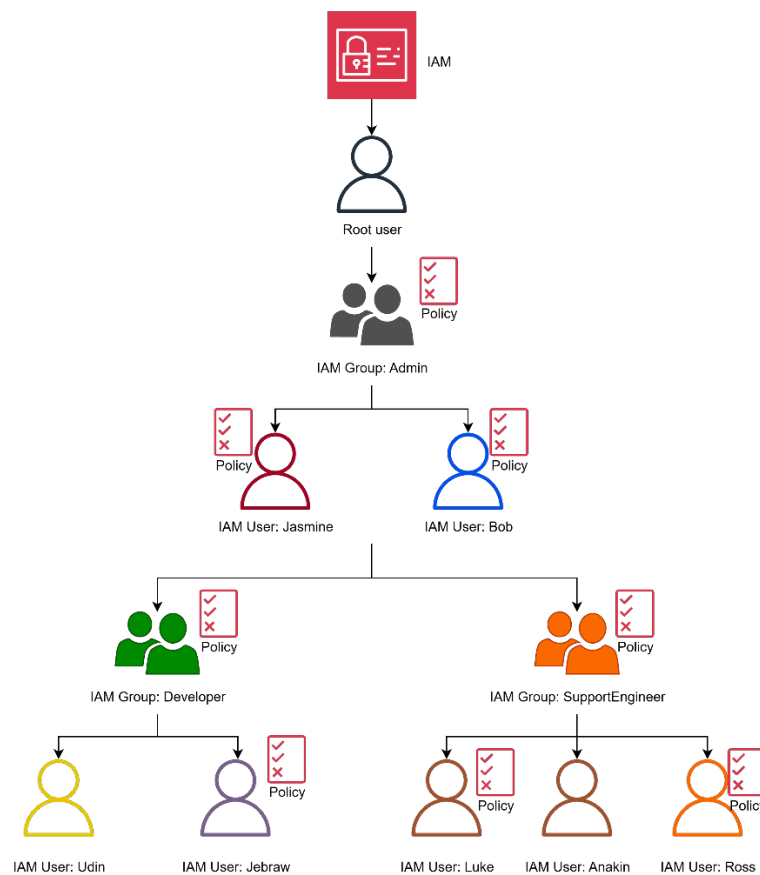 IAM
Root user
Policy
IAM Group: Admin
Policy
Policy
IAM User: Jasmine
IAM User: Bob
Policy
Policy
IAM Group: Developer
IAM Group: SupportEngineer
Policy
Policy
Policy
IAM User: Udin
IAM User: Jebraw
IAM User: Luke
IAM User: Anakin
IAM User: Ross